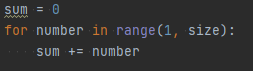 sum = 0
for number in range(1, size):
    sum += number